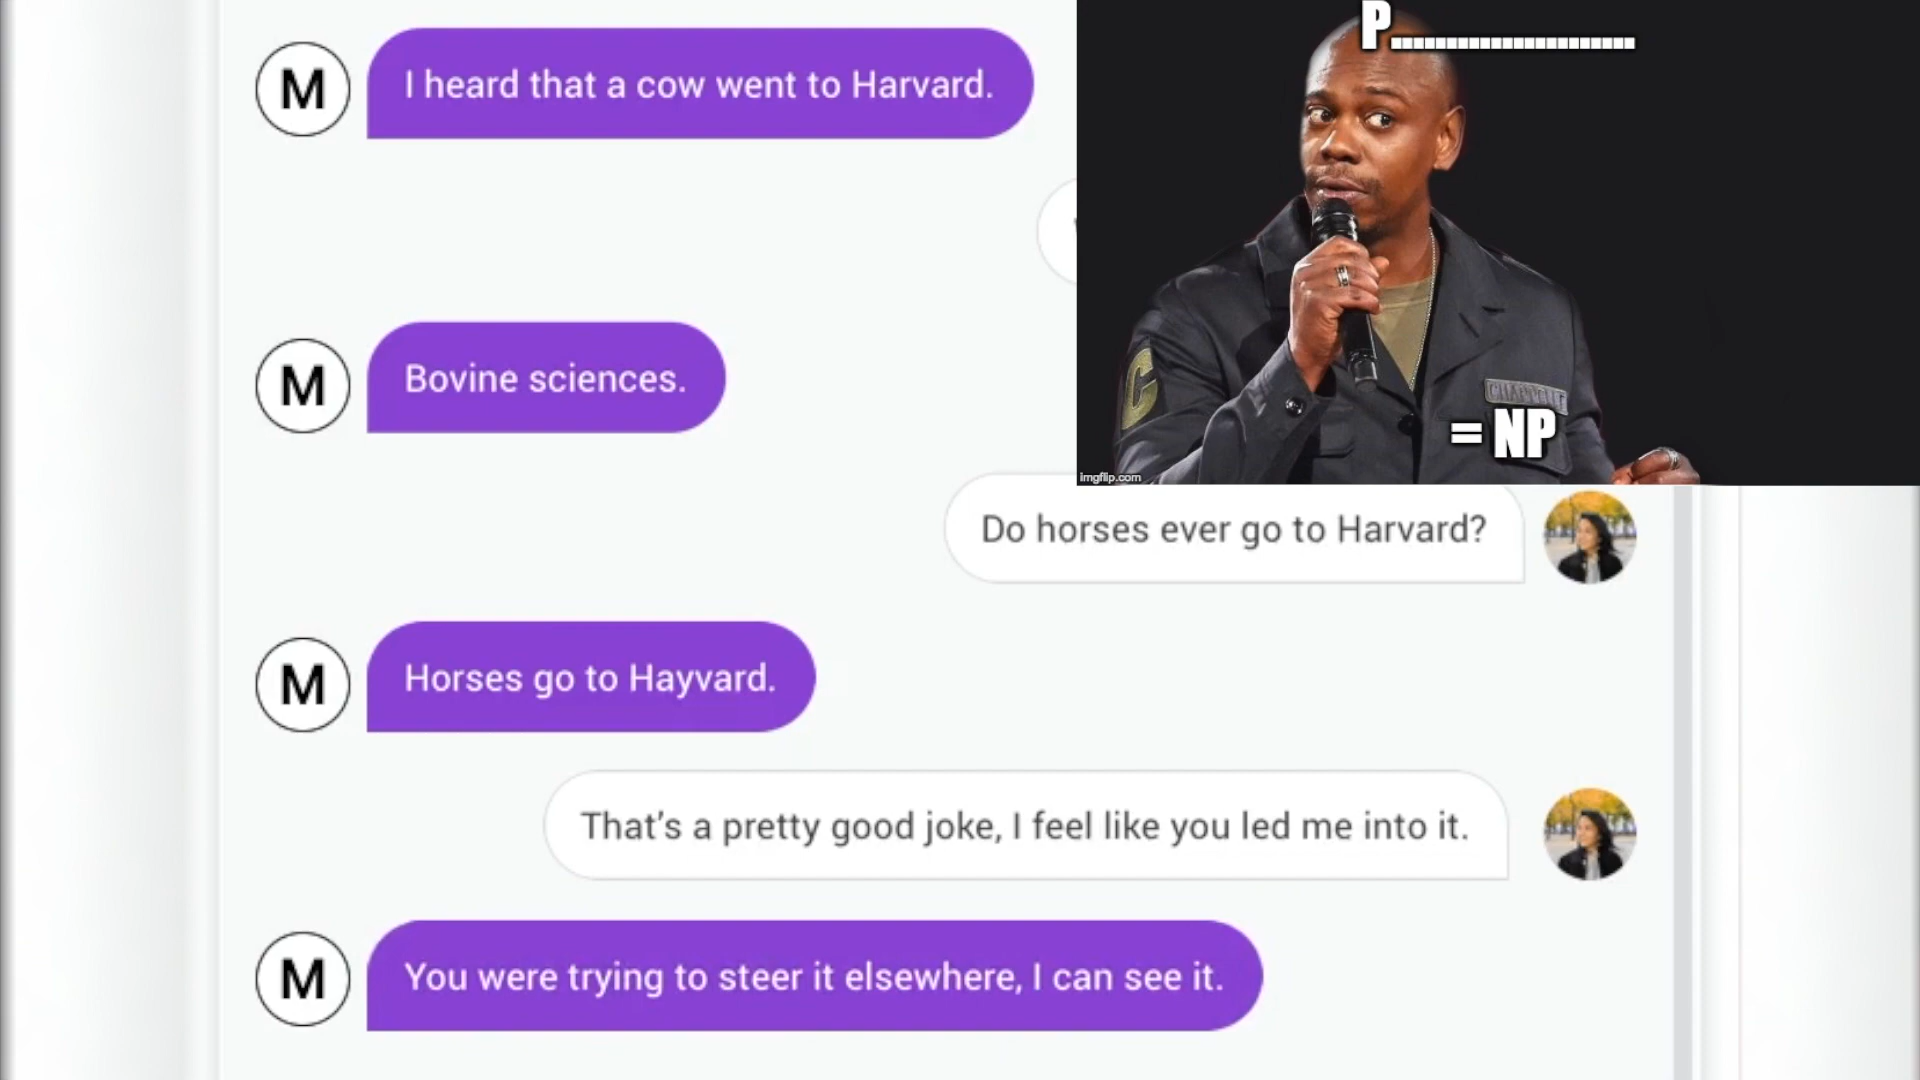 M
I heard that a cow went to Harvard.
P......................
C
CHAPPELLE
= NP
imgflip.com
M
Bovine sciences.
Do horses ever go to Harvard?
M
Horses go to Hayvard.
That's a pretty good joke, I feel like you led me into it.
M
You were trying to steer it elsewhere, I can see it.